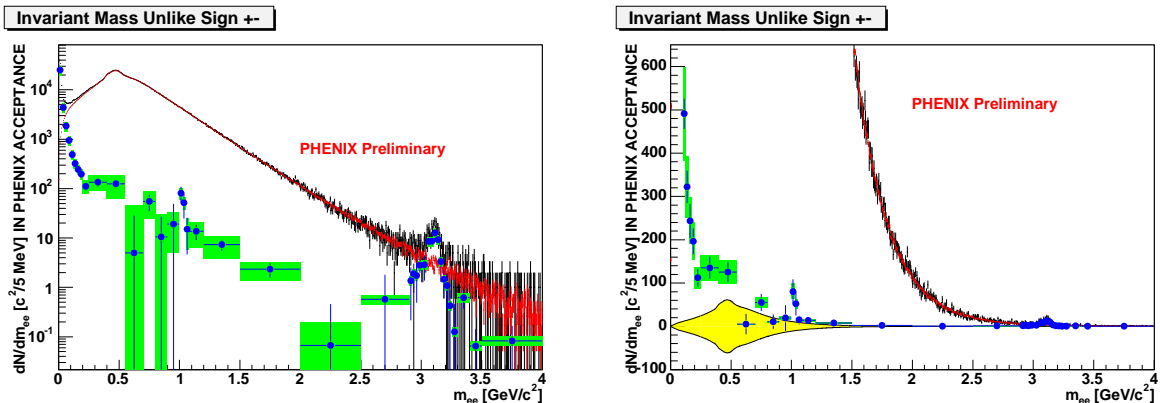 Invariant Mass Unlike Sign +-
dN/dm_ee [c²/5 MeV] IN PHENIX ACCEPTANCE
10⁴
10³
10²
10
1
10⁻¹
PHENIX Preliminary
0 0.5 1 1.5 2 2.5 3 3.5 4
m_ee [GeV/c²]
Invariant Mass Unlike Sign +-
dN/dm_ee [c²/5 MeV] IN PHENIX ACCEPTANCE
600
500
400
300
200
100
0
-100
PHENIX Preliminary
0 0.5 1 1.5 2 2.5 3 3.5 4
m_ee [GeV/c²]